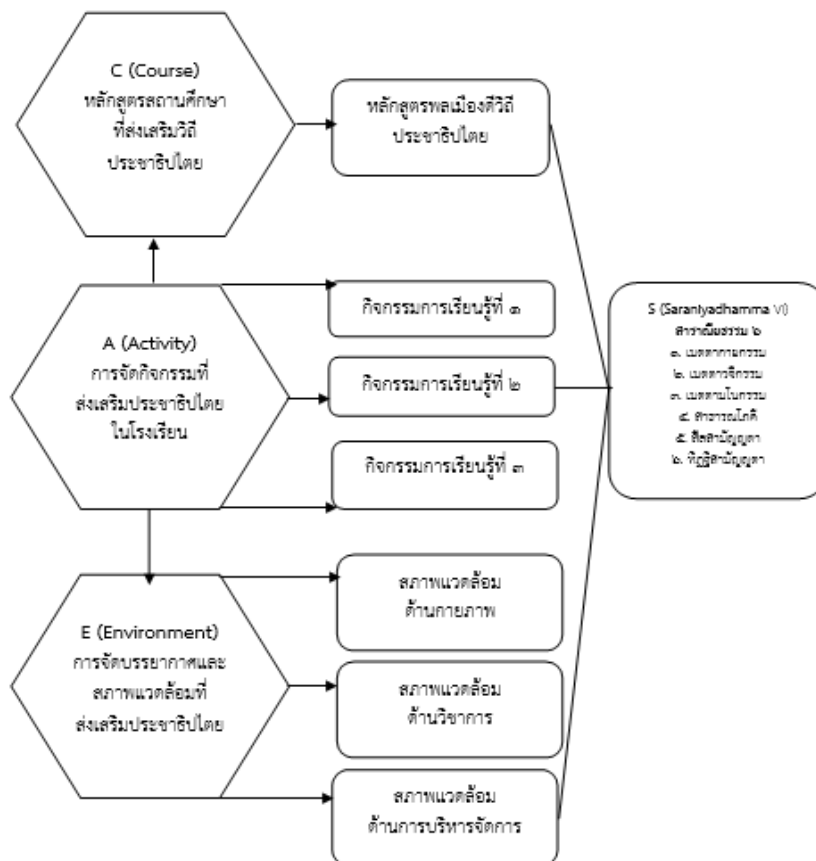 C (Course)
หลักสูตรสถานศึกษา
ที่ส่งเสริมวิถี
ประชาธิปไตย
หลักสูตรพลเมืองดีวิถี
ประชาธิปไตย
A (Activity)
การจัดกิจกรรมที่
ส่งเสริมประชาธิปไตย
ในโรงเรียน
กิจกรรมการเรียนรู้ที่ ๑
กิจกรรมการเรียนรู้ที่ ๒
กิจกรรมการเรียนรู้ที่ ๓
S (Saraniyadhamma VI)
สาราณียธรรม ๖
๑. เมตตากายกรรม
๒. เมตตาวจีกรรม
๓. เมตตามโนกรรม
๔. สาธารณโภคี
๕. สีลสามัญญตา
๖. ทิฏฐิสามัญญตา
E (Environment)
การจัดบรรยากาศและ
สภาพแวดล้อมที่
ส่งเสริมประชาธิปไตย
สภาพแวดล้อม
ด้านกายภาพ
สภาพแวดล้อม
ด้านวิชาการ
สภาพแวดล้อม
ด้านการบริหารจัดการ